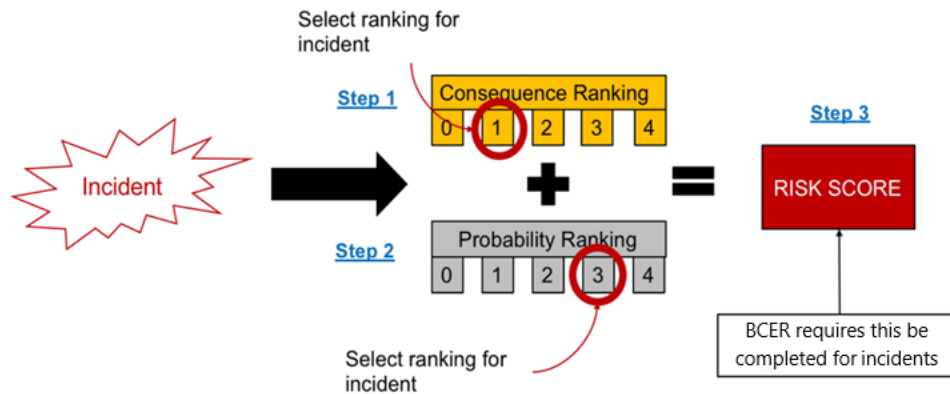 Select ranking for
incident
Step 1
Consequence Ranking
0 1 2 3 4
Incident
Step 2
Probability Ranking
0 1 2 3 4
Select ranking for
incident
Step 3
RISK SCORE
BCER requires this be
completed for incidents